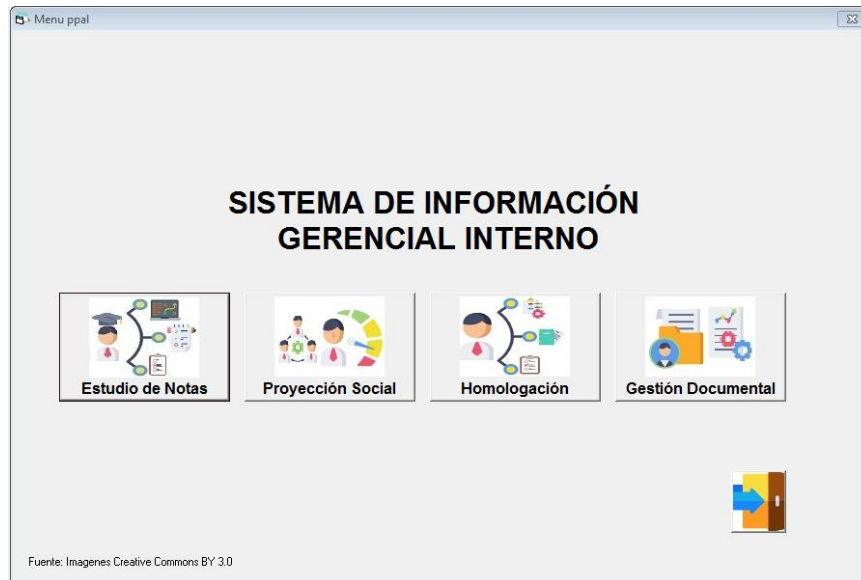 Menu ppal
SISTEMA DE INFORMACIÓN
GERENCIAL INTERNO
Estudio de Notas
Proyección Social
Homologación
Gestión Documental
Fuente: Imagenes Creative Commons BY 3.0